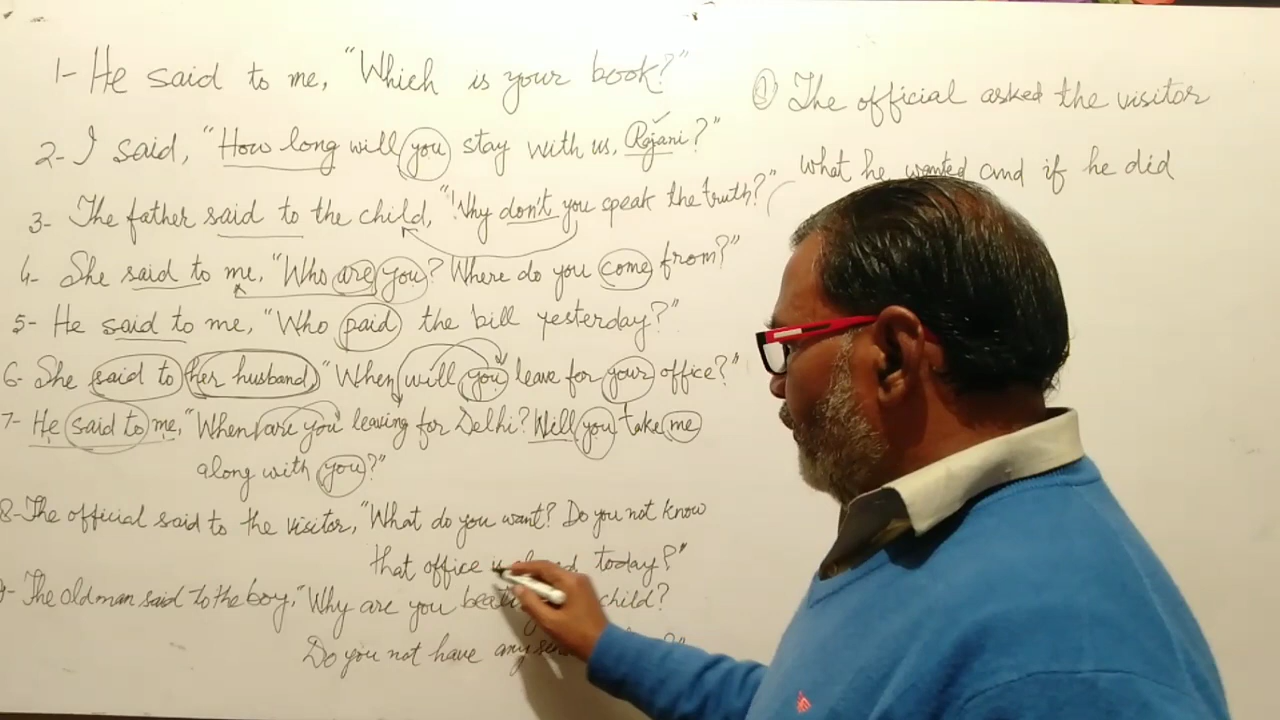 1- He said to me, "Which is your book?"
2- I said, "How long will you stay with us, Rajani?"
3- The father said to the child, "Why don't you speak the truth?"
4- She said to me, "Who are you? Where do you come from?"
5- He said to me, "Who paid the bill yesterday?"
6- She said to her husband, "When will you leave for your office?"
7- He said to me, "When are you leaving for Delhi? Will you take me
along with you?"
8- The official said to the visitor, "What do you want? Do you not know
that office is today?"
9- The old man said to the boy, "Why are you child?
Do you not have any ?"
The official asked the visitor
what he wanted and if he did